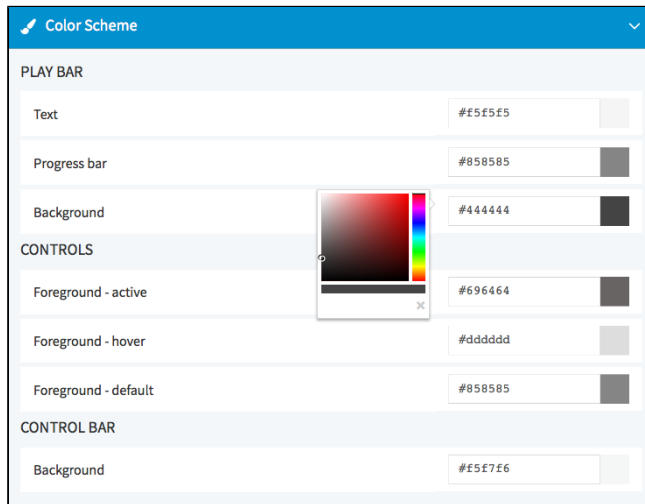 Color Scheme
PLAY BAR
Text #f5f5f5
Progress bar #858585
Background #444444
CONTROLS
Foreground - active #696464
Foreground - hover #dddddd
Foreground - default #858585
CONTROL BAR
Background #f5f7f6